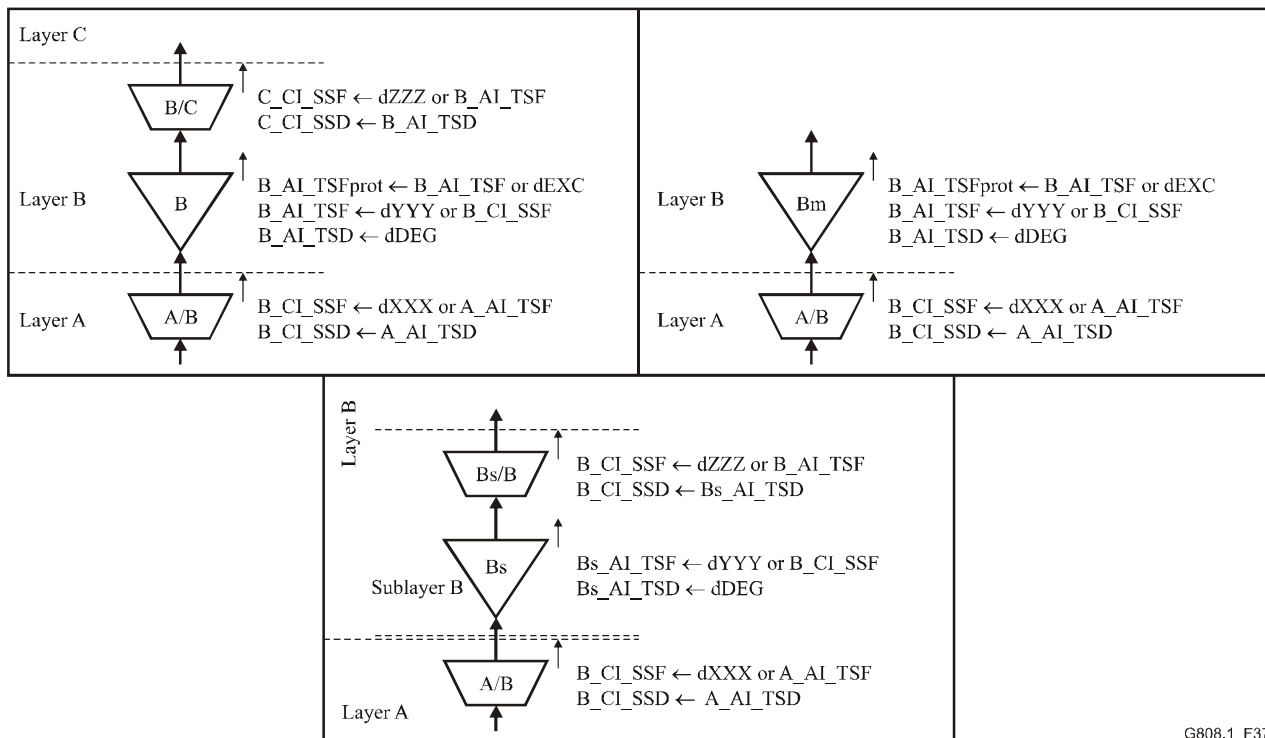 Layer C
B/C
C_CI_SSF ← dZZZ or B_AI_TSF
C_CI_SSD ← B_AI_TSD
Layer B
B
B_AI_TSFprot ← B_AI_TSF or dEXC
B_AI_TSF ← dYYY or B_CI_SSF
B_AI_TSD ← dDEG
Layer A
A/B
B_CI_SSF ← dXXX or A_AI_TSF
B_CI_SSD ← A_AI_TSD
Layer B
Bm
B_AI_TSFprot ← B_AI_TSF or dEXC
B_AI_TSF ← dYYY or B_CI_SSF
B_AI_TSD ← dDEG
Layer A
A/B
B_CI_SSF ← dXXX or A_AI_TSF
B_CI_SSD ← A_AI_TSD
Layer B
Bs/B
B_CI_SSF ← dZZZ or B_AI_TSF
B_CI_SSD ← Bs_AI_TSD
Sublayer B
Bs
Bs_AI_TSF ← dYYY or B_CI_SSF
Bs_AI_TSD ← dDEG
Layer A
A/B
B_CI_SSF ← dXXX or A_AI_TSF
B_CI_SSD ← A_AI_TSD